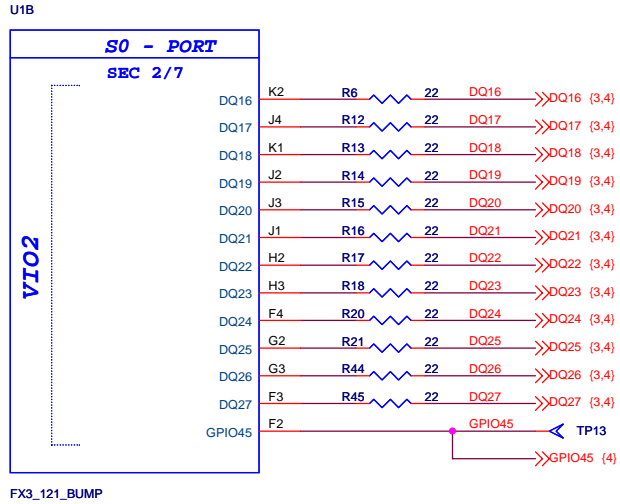 U1B
S0 - PORT
SEC 2/7
VIO2
DQ16 K2 R6 22 DQ16 DQ16 {3,4}
DQ17 J4 R12 22 DQ17 DQ17 {3,4}
DQ18 K1 R13 22 DQ18 DQ18 {3,4}
DQ19 J2 R14 22 DQ19 DQ19 {3,4}
DQ20 J3 R15 22 DQ20 DQ20 {3,4}
DQ21 J1 R16 22 DQ21 DQ21 {3,4}
DQ22 H2 R17 22 DQ22 DQ22 {3,4}
DQ23 H3 R18 22 DQ23 DQ23 {3,4}
DQ24 F4 R20 22 DQ24 DQ24 {3,4}
DQ25 G2 R21 22 DQ25 DQ25 {3,4}
DQ26 G3 R44 22 DQ26 DQ26 {3,4}
DQ27 F3 R45 22 DQ27 DQ27 {3,4}
GPIO45 F2 GPIO45 TP13
GPIO45 {4}
FX3_121_BUMP